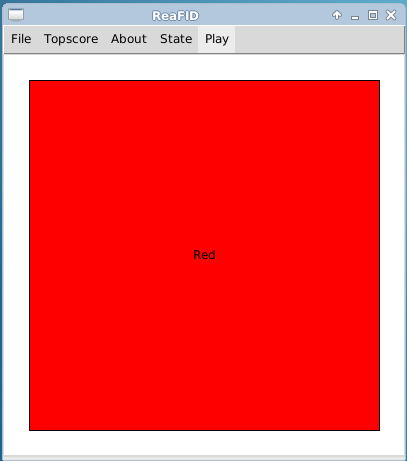 ReaFID
File Topscore About State Play
Red